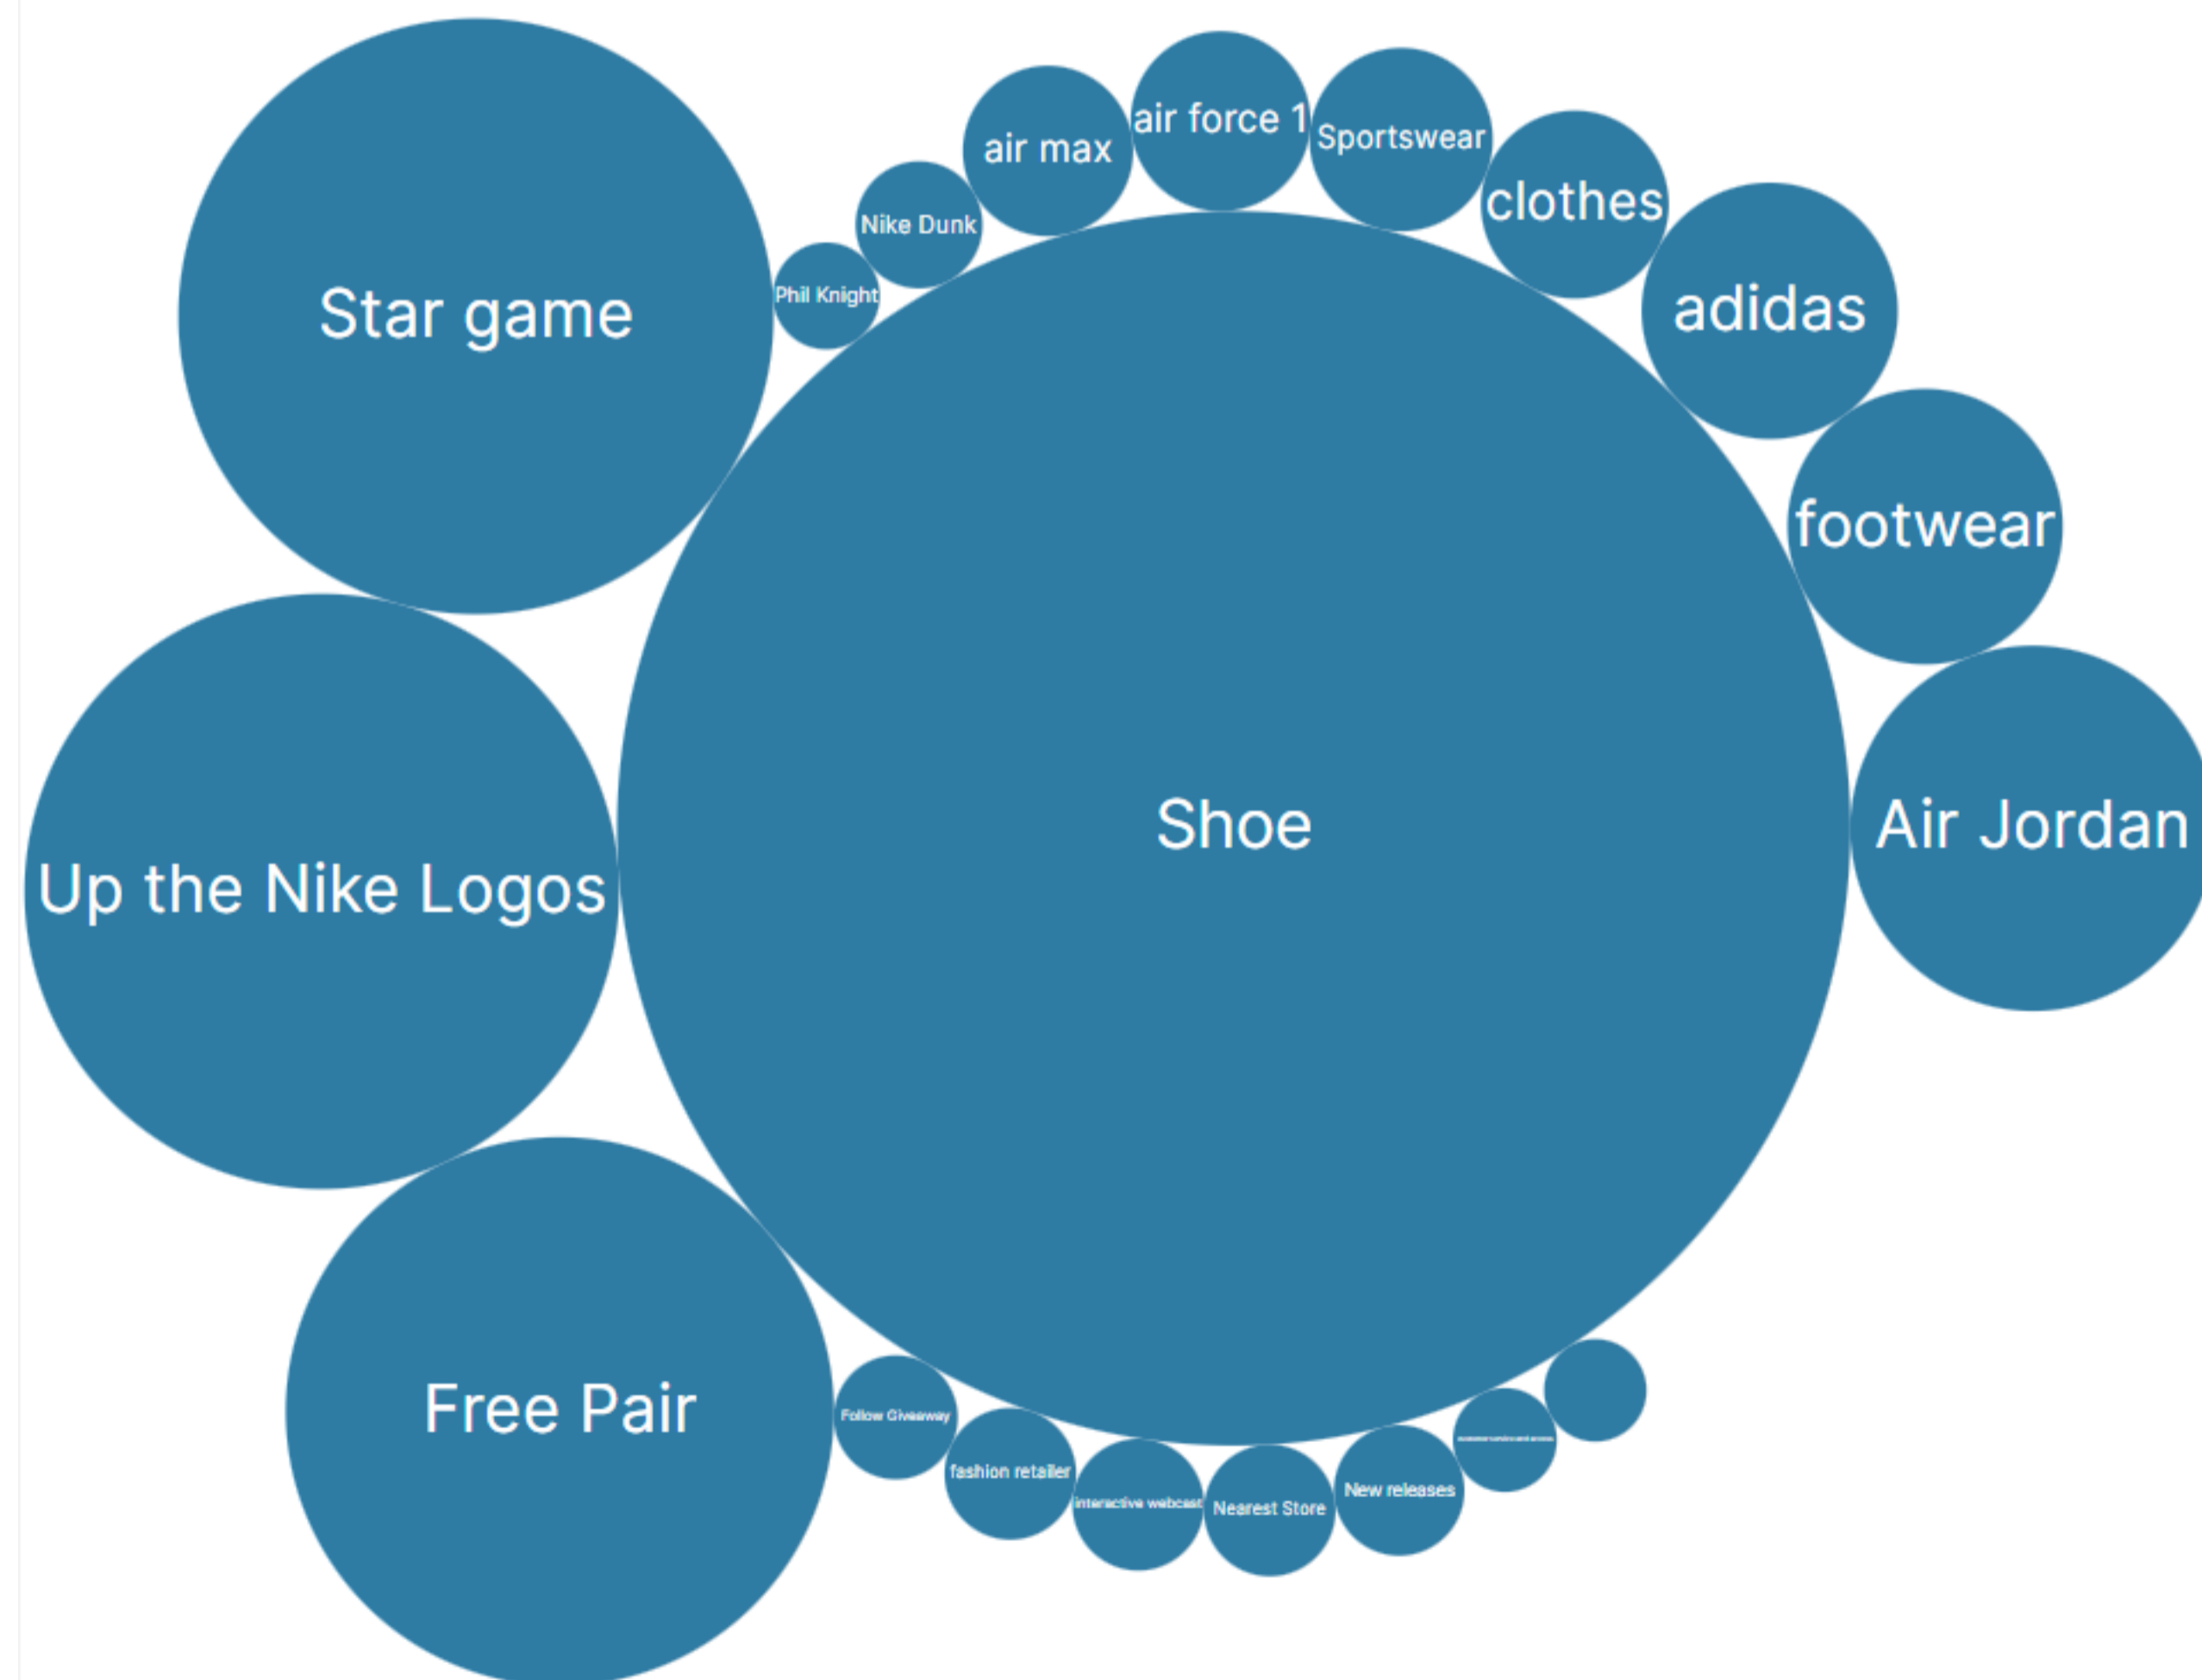 air force 1
Sportswear
air max
clothes
Nike Dunk
Phil Knight
Star game
adidas
footwear
Shoe
Air Jordan
Up the Nike Logos
Free Pair
Follow Giveaway
fashion retailer
interactive webcast
Nearest Store
New releases